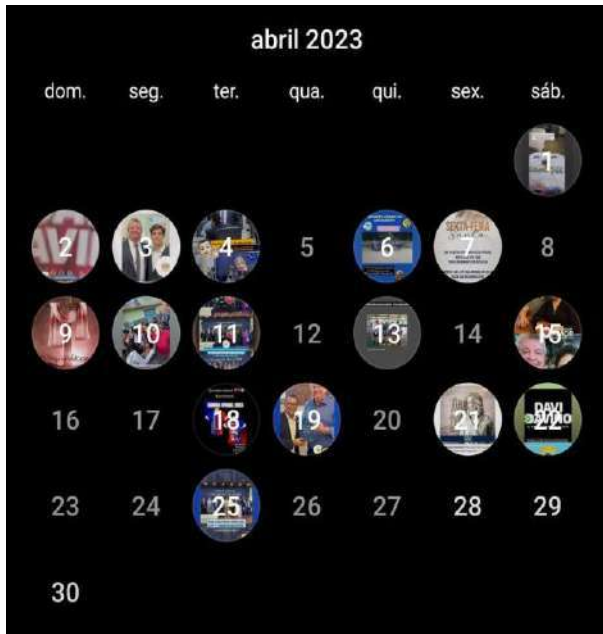 abril 2023
dom. seg. ter. qua. qui. sex. sáb.
1
2 3 4 5 6 7 8
SEXTA-FEIRA
9 10 11 12 13 14 15
16 17 18 19 20 21 22
DAVI
DAVINO
23 24 25 26 27 28 29
30